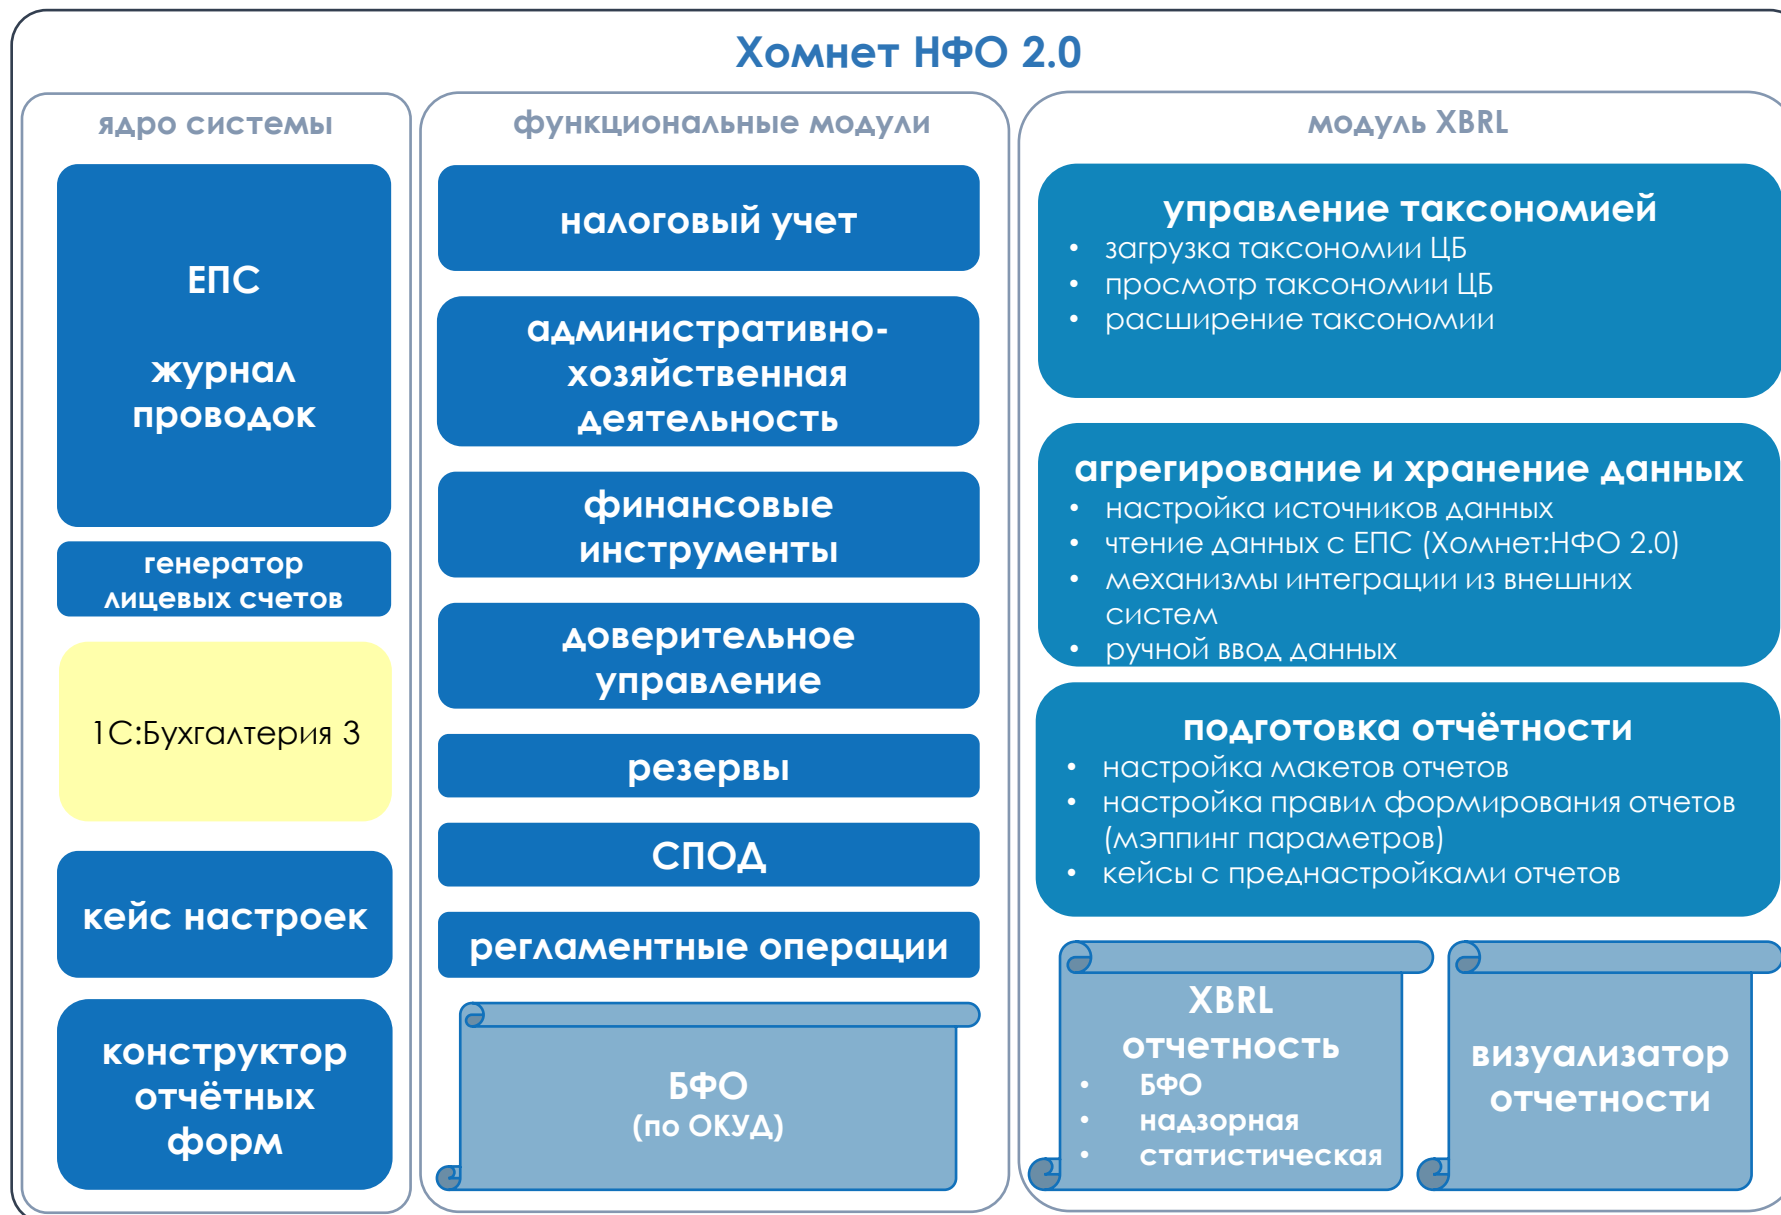 Хомнет НФО 2.0
ядро системы
ЕПС
журнал
проводок
генератор
лицевых счетов
1С:Бухгалтерия 3
кейс настроек
конструктор
отчётных
форм
функциональные модули
налоговый учет
административно-
хозяйственная
деятельность
финансовые
инструменты
доверительное
управление
резервы
СПОД
регламентные операции
БФО
(по ОКУД)
модуль XBRL
управление таксономией
• загрузка таксономии ЦБ
• просмотр таксономии ЦБ
• расширение таксономии
агрегирование и хранение данных
• настройка источников данных
• чтение данных с ЕПС (Хомнет:НФО 2.0)
• механизмы интеграции из внешних
систем
• ручной ввод данных
подготовка отчётности
• настройка макетов отчетов
• настройка правил формирования отчетов
(мэппинг параметров)
• кейсы с преднастройками отчетов
XBRL
отчетность
• БФО
• надзорная
• статистическая
визуализатор
отчетности